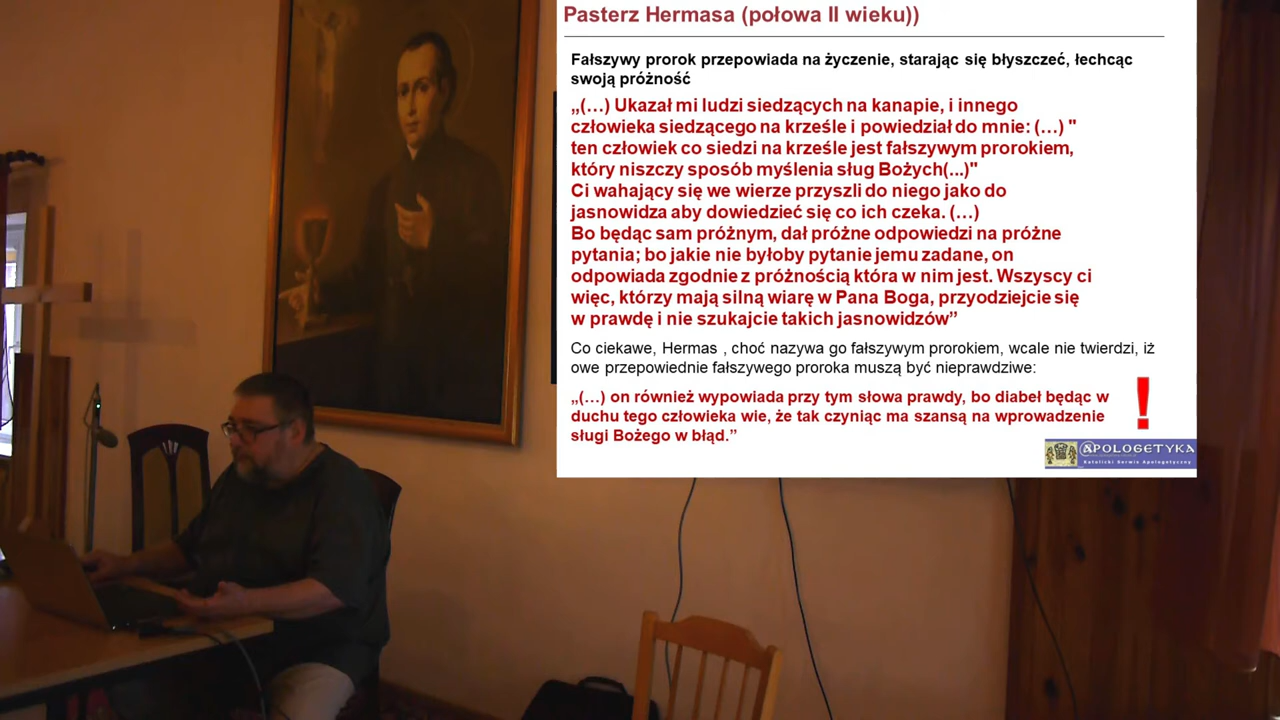 Pasterz Hermasa (połowa II wieku))
Fałszywy prorok przepowiada na życzenie, starając się błyszczeć, łechcąc
swoją próżność
„(…) Ukazał mi ludzi siedzących na kanapie, i innego
człowieka siedzącego na krześle i powiedział do mnie: (…) "
ten człowiek co siedzi na krześle jest fałszywym prorokiem,
który niszczy sposób myślenia sług Bożych(...)"
Ci wahający się we wierze przyszli do niego jako do
jasnowidza aby dowiedzieć się co ich czeka. (…)
Bo będąc sam próżnym, dał próżne odpowiedzi na próżne
pytania; bo jakie nie byłoby pytanie jemu zadane, on
odpowiada zgodnie z próżnością która w nim jest. Wszyscy ci
więc, którzy mają silną wiarę w Pana Boga, przyodziejcie się
w prawdę i nie szukajcie takich jasnowidzów”
Co ciekawe, Hermas , choć nazywa go fałszywym prorokiem, wcale nie twierdzi, iż
owe przepowiednie fałszywego proroka muszą być nieprawdziwe:
„(…) on również wypowiada przy tym słowa prawdy, bo diabeł będąc w
duchu tego człowieka wie, że tak czyniąc ma szansą na wprowadzenie
sługi Bożego w błąd.”
!
@POLOGETYKA
Katolicki Serwis Apologetyczny